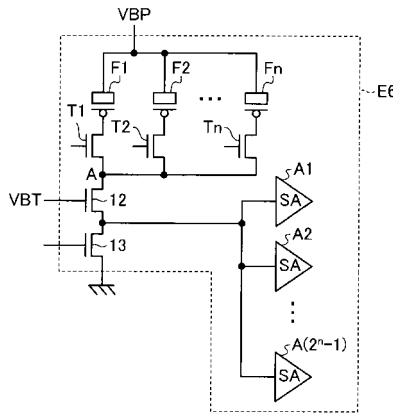 VBP
F1 F2 ... Fn
E6
T1 T2 Tn
A
A1
VBT 12
SA
13
A2
SA
⋮
A(2ⁿ-1)
SA